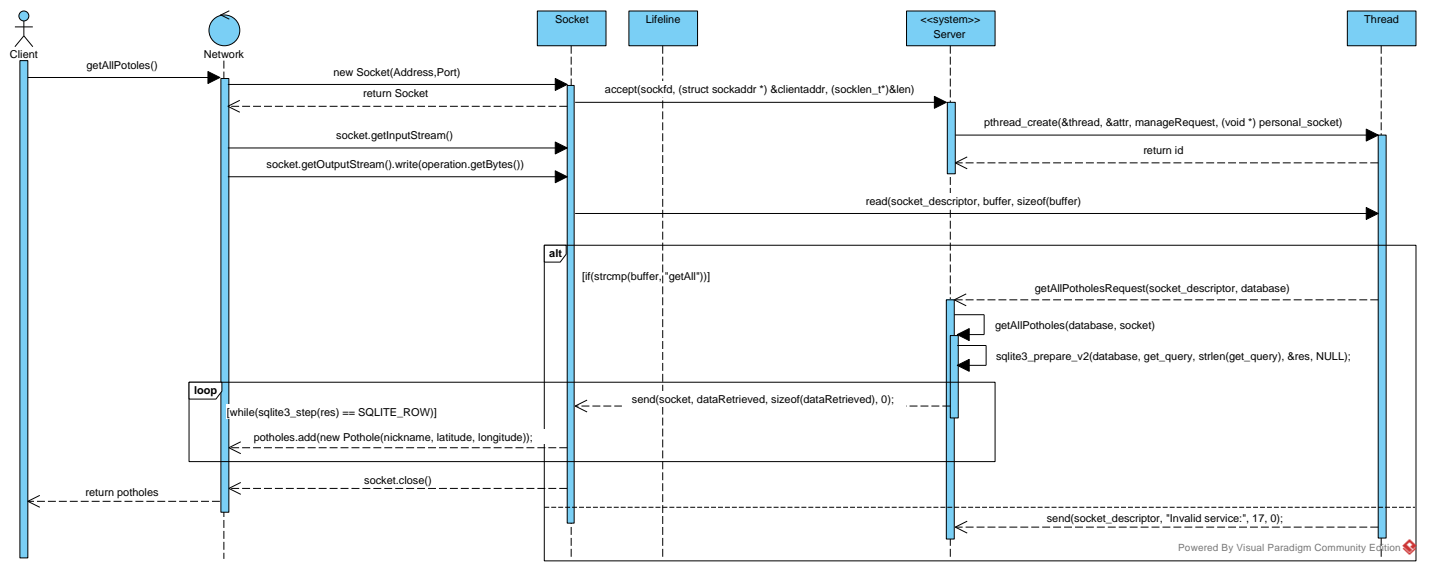 Client
Network
Socket
Lifeline
<<system>>
Server
Thread
getAllPotoles()
new Socket(Address,Port)
return Socket
accept(sockfd, (struct sockaddr *) &clientaddr, (socklen_t*)&len)
pthread_create(&thread, &attr, manageRequest, (void *) personal_socket)
socket.getInputStream()
return id
socket.getOutputStream().write(operation.getBytes())
read(socket_descriptor, buffer, sizeof(buffer)
alt
[if(strcmp(buffer, "getAll"))]
getAllPotholesRequest(socket_descriptor, database)
getAllPotholes(database, socket)
sqlite3_prepare_v2(database, get_query, strlen(get_query), &res, NULL);
loop
[while(sqlite3_step(res) == SQLITE_ROW)]
send(socket, dataRetrieved, sizeof(dataRetrieved), 0);
potholes.add(new Pothole(nickname, latitude, longitude));
socket.close()
return potholes
send(socket_descriptor, "Invalid service:", 17, 0);
Powered By Visual Paradigm Community Edition